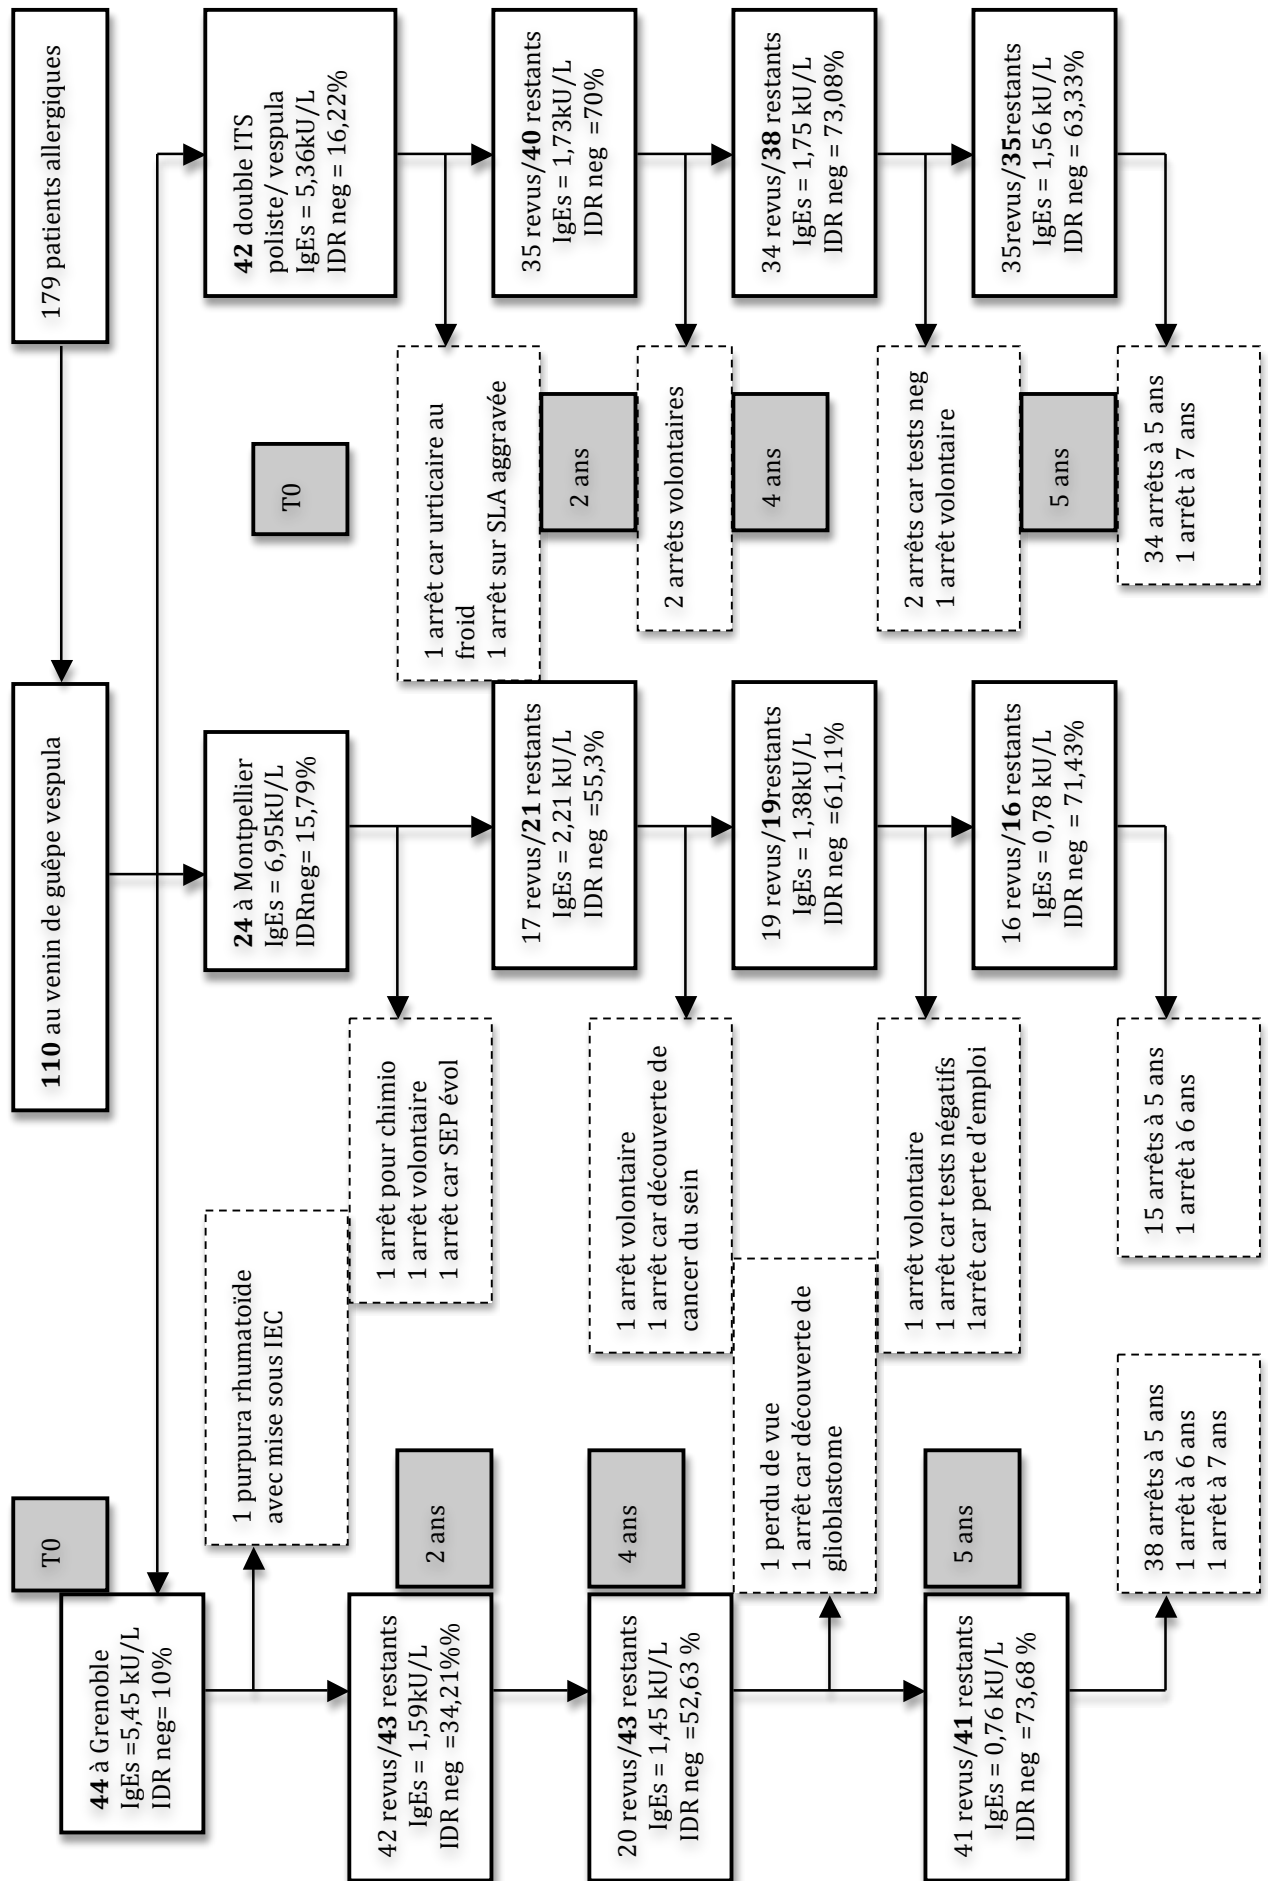 179 patients allergiques
110 au venin de guêpe vespula
T0
44 à Grenoble
IgEs =5,45 kU/L
IDR neg= 10%
24 à Montpellier
IgEs = 6,95kU/L
IDRneg= 15,79%
T0
42 double ITS
poliste/ vespula
IgEs = 5,36kU/L
IDR neg = 16,22%
1 purpura rhumatoïde
avec mise sous IEC
1 arrêt pour chimio
1 arrêt volontaire
1 arrêt car SEP évol
1 arrêt car urticaire au
froid
1 arrêt sur SLA aggravée
42 revus/43 restants
IgEs = 1,59kU/L
IDR neg =34,21%%
2 ans
17 revus/21 restants
IgEs = 2,21 kU/L
IDR neg =55,3%
2 ans
35 revus/40 restants
IgEs = 1,73kU/L
IDR neg =70%
1 arrêt volontaire
1 arrêt car découverte de
cancer du sein
2 arrêts volontaires
20 revus/43 restants
IgEs = 1,45 kU/L
IDR neg =52,63 %
4 ans
19 revus/19restants
IgEs = 1,38kU/L
IDR neg =61,11%
4 ans
34 revus/38 restants
IgEs = 1,75 kU/L
IDR neg = 73,08%
1 perdu de vue
1 arrêt car découverte de
glioblastome
1 arrêt volontaire
1 arrêt car tests négatifs
1arrêt car perte d'emploi
2 arrêts car tests neg
1 arrêt volontaire
41 revus/41 restants
IgEs = 0,76 kU/L
IDR neg =73,68 %
5 ans
16 revus/16 restants
IgEs = 0,78 kU/L
IDR neg = 71,43%
5 ans
35revus/35restants
IgEs = 1,56 kU/L
IDR neg = 63,33%
38 arrêts à 5 ans
1 arrêt à 6 ans
1 arrêt à 7 ans
15 arrêts à 5 ans
1 arrêt à 6 ans
34 arrêts à 5 ans
1 arrêt à 7 ans